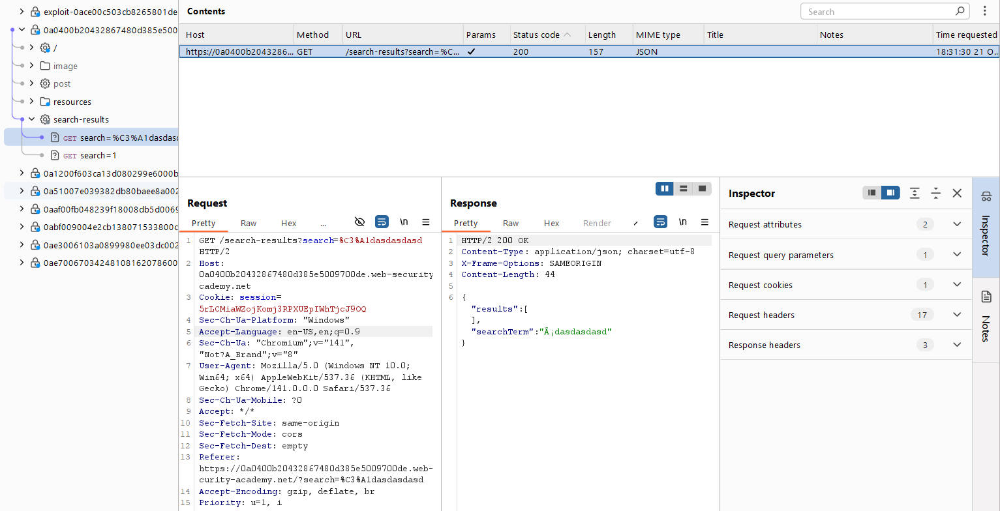 exploit-0ace00c503cb8265801de
0a0400b20432867480d385e500
/
image
post
resources
search-results
GET search=%C3%A1dasdasd
GET search=1
0a1200f603ca13d080299e6000b
0a51007e039382db80baee8a002
0aaf00fb048239f18008db5d0069
0abf009004e2cb138071533800c
0ae3006103a0899980ee03dc002
0ae70067034248108162078600
Contents
Search
Host Method URL Params Status code Length MIME type Title Notes Time requested
https://0a0400b2043286... GET /search-results?search=%C... ✓ 200 157 JSON 18:31:30 21 O...
Request
Pretty Raw Hex ... \n
1 GET /search-results?search=%C3%A1dasdasdasd
HTTP/2
2 Host:
0a0400b20432867480d385e5009700de.web-security
cademy.net
3 Cookie: session=
5rLCMiaWZojKomj3RPXUEpIWhTjcJ9OQ
4 Sec-Ch-Ua-Platform: "Windows"
5 Accept-Language: en-US,en;q=0.9
6 Sec-Ch-Ua: "Chromium";v="141",
"Not?A_Brand";v="8"
7 User-Agent: Mozilla/5.0 (Windows NT 10.0;
Win64; x64) AppleWebKit/537.36 (KHTML, like
Gecko) Chrome/141.0.0.0 Safari/537.36
8 Sec-Ch-Ua-Mobile: ?0
9 Accept: */*
10 Sec-Fetch-Site: same-origin
11 Sec-Fetch-Mode: cors
12 Sec-Fetch-Dest: empty
13 Referer:
https://0a0400b20432867480d385e5009700de.web-
curity-academy.net/?search=%C3%A1dasdasdasd
14 Accept-Encoding: gzip, deflate, br
15 Priority: u=1, i
Response
Pretty Raw Hex Render \n
1 HTTP/2 200 OK
2 Content-Type: application/json; charset=utf-8
3 X-Frame-Options: SAMEORIGIN
4 Content-Length: 44
5
6 {
"results":[
],
"searchTerm":"Ã¡dasdasdasd"
}
Inspector
Request attributes 2
Request query parameters 1
Request cookies 1
Request headers 17
Response headers 3
Inspector
Notes